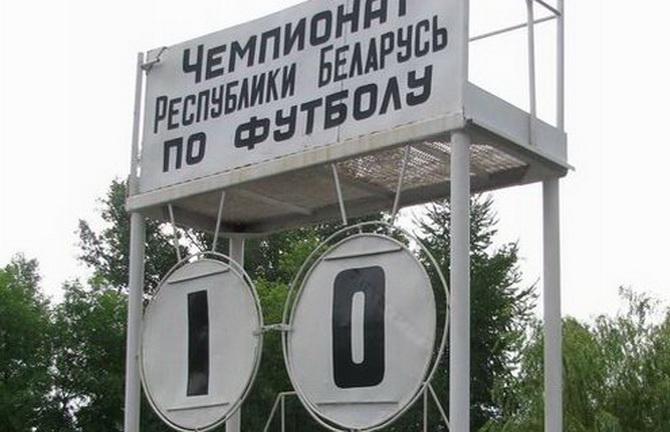 Чемпионат
Республики Беларусь
по футболу
1 0